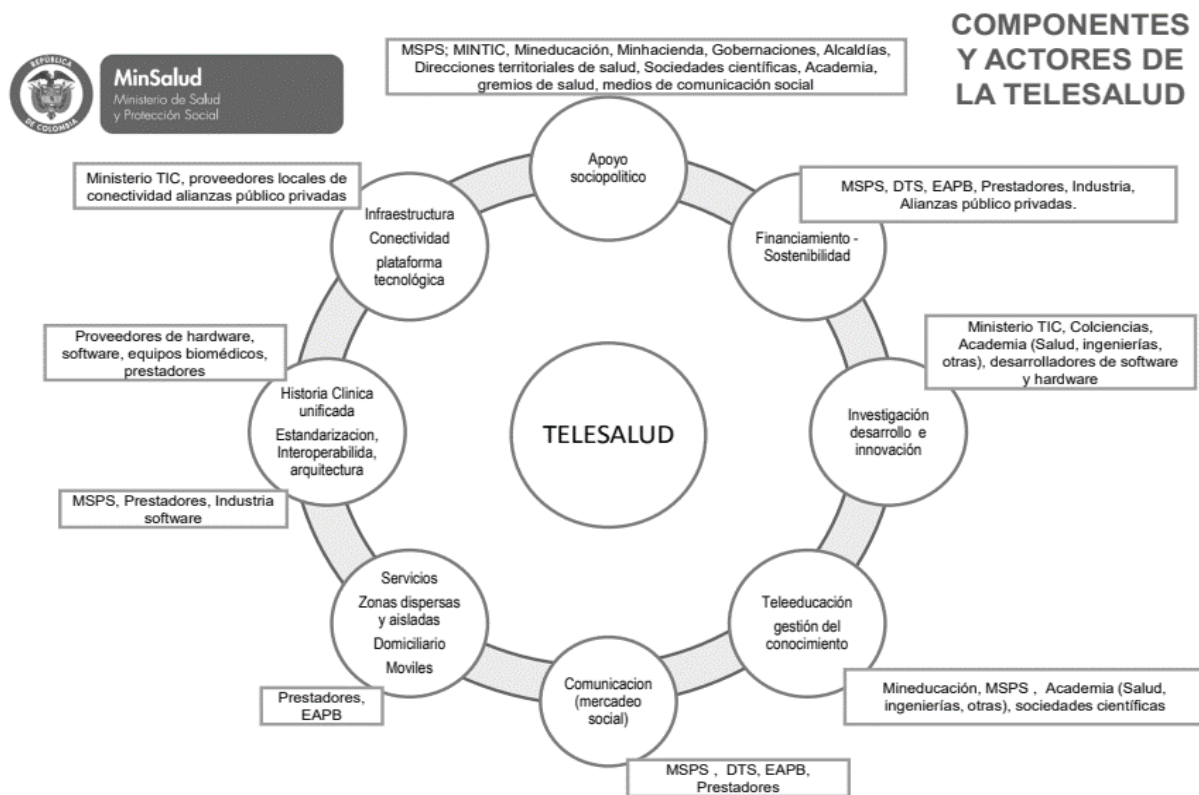 COMPONENTES
Y ACTORES DE
LA TELESALUD
REPÚBLICA
DE COLOMBIA
MinSalud
Ministerio de Salud
y Protección Social
MSPS; MINTIC, Mineducación, Minhacienda, Gobernaciones, Alcaldías,
Direcciones territoriales de salud, Sociedades científicas, Academia,
gremios de salud, medios de comunicación social
Apoyo
sociopolitico
MSPS, DTS, EAPB, Prestadores, Industria,
Alianzas público privadas.
Financiamiento -
Sostenibilidad
Ministerio TIC, Colciencias,
Academia (Salud, ingenierías,
otras), desarrolladores de software
y hardware
Investigación
desarrollo e
innovación
Teleeducación
gestión del
conocimiento
Mineducación, MSPS , Academia (Salud,
ingenierías, otras), sociedades científicas
Comunicacion
(mercadeo
social)
MSPS , DTS, EAPB,
Prestadores
Servicios
Zonas dispersas
y aisladas
Domiciliario
Moviles
Prestadores,
EAPB
MSPS, Prestadores, Industria
software
Historia Clinica
unificada
Estandarizacion,
Interoperabilida,
arquitectura
Proveedores de hardware,
software, equipos biomédicos,
prestadores
Ministerio TIC, proveedores locales de
conectividad alianzas público privadas
Infraestructura
Conectividad
plataforma
tecnológica
TELESALUD